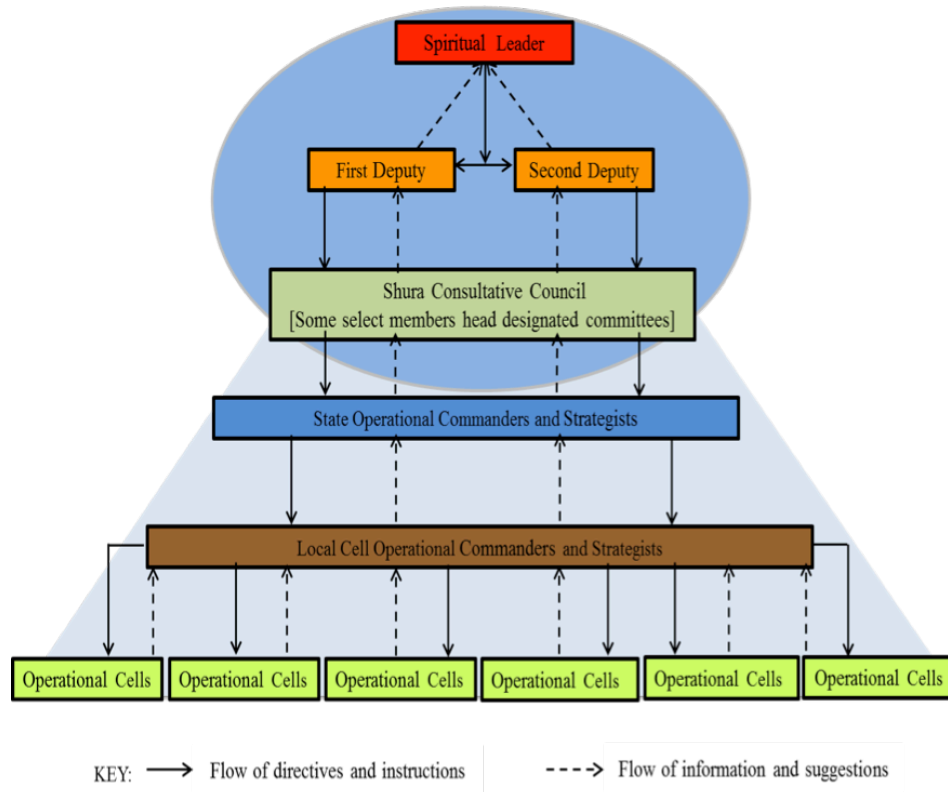 Spiritual Leader
First Deputy
Second Deputy
Shura Consultative Council
[Some select members head designated committees]
State Operational Commanders and Strategists
Local Cell Operational Commanders and Strategists
Operational Cells
Operational Cells
Operational Cells
Operational Cells
Operational Cells
Operational Cells
KEY:
Flow of directives and instructions
Flow of information and suggestions